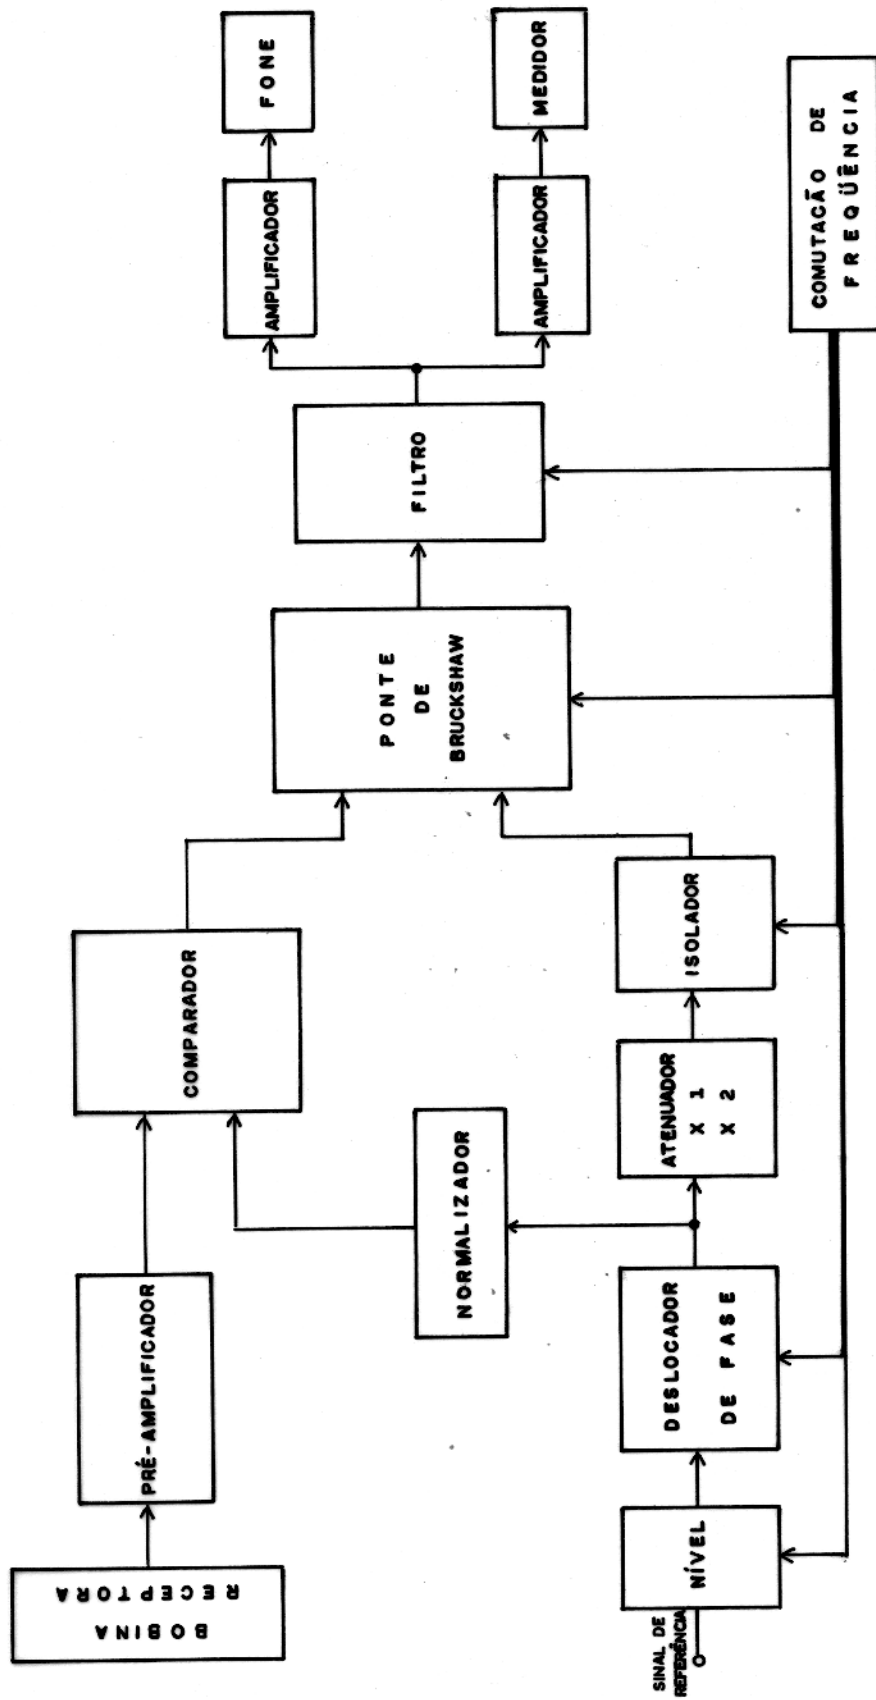 BOBINA
RECEPTORA
PRÉ-AMPLIFICADOR
COMPARADOR
NORMALIZADOR
SINAL DE
REFERÊNCIA
NÍVEL
DESLOCADOR
DE FASE
ATENUADOR
X 1
X 2
ISOLADOR
PONTE
DE
BRUCKSHAW
FILTRO
AMPLIFICADOR
FONE
AMPLIFICADOR
MEDIDOR
COMUTACÃO DE
FREQÜÊNCIA